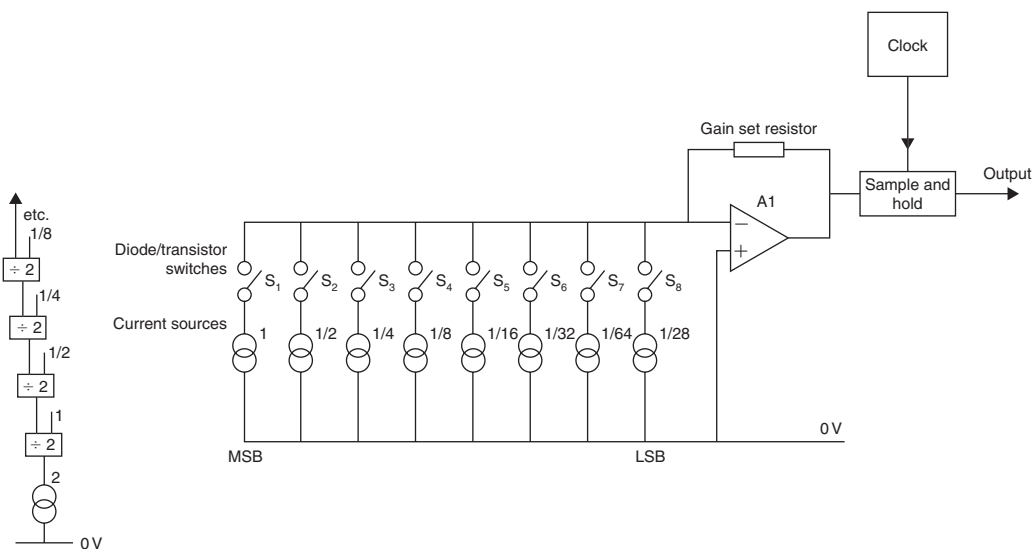 Clock
Gain set resistor
Output
Sample and
hold
A1
−
+
etc.
1/8
÷ 2
1/4
÷ 2
1/2
÷ 2
1
÷ 2
2
0 V
Diode/transistor
switches
S₁ S₂ S₃ S₄ S₅ S₆ S₇ S₈
Current sources
1 1/2 1/4 1/8 1/16 1/32 1/64 1/28
0 V
MSB LSB